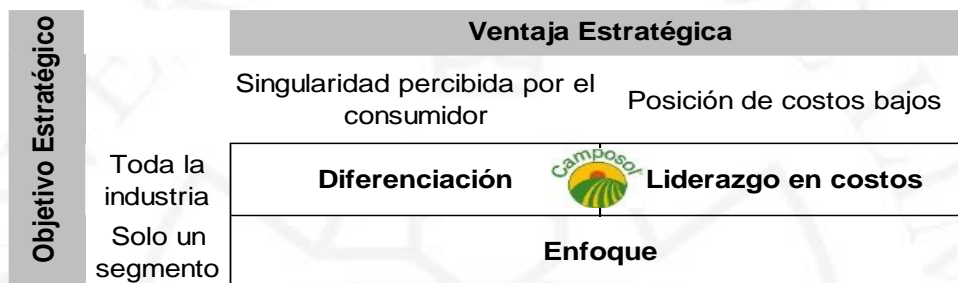 Objetivo Estratégico
Ventaja Estratégica
Singularidad percibida por el
consumidor
Posición de costos bajos
Toda la
industria
Diferenciación
Camposol
Liderazgo en costos
Solo un
segmento
Enfoque